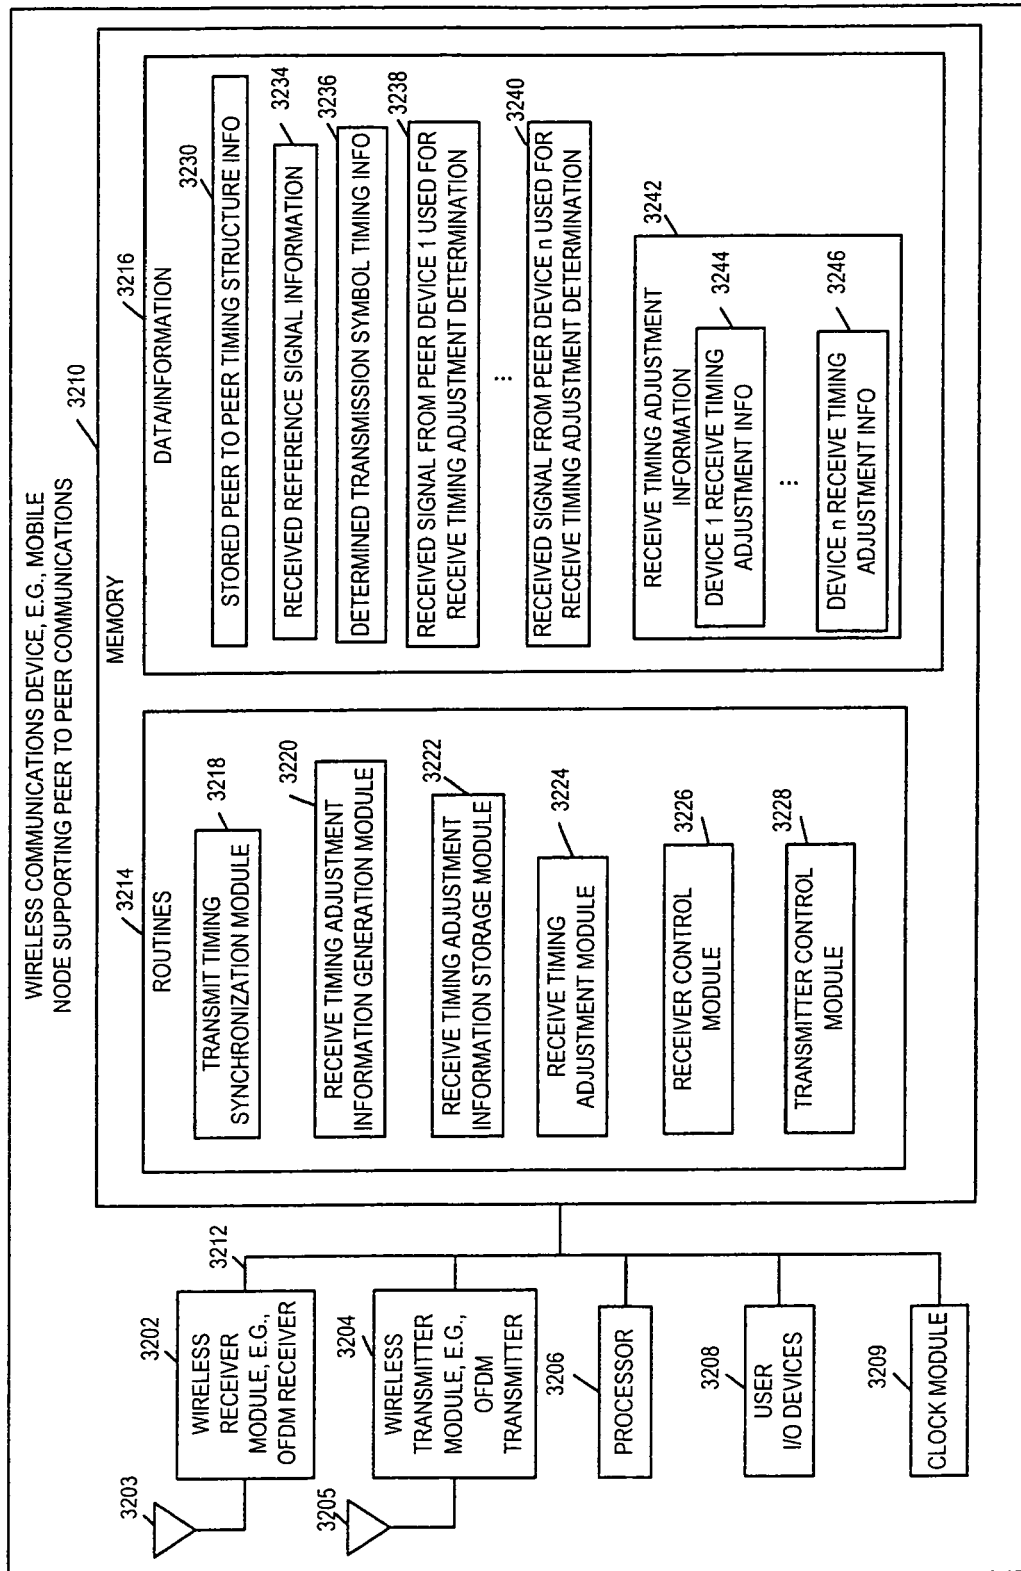 WIRELESS COMMUNICATIONS DEVICE, E.G., MOBILE
NODE SUPPORTING PEER TO PEER COMMUNICATIONS
3210
MEMORY
3203
3202
WIRELESS
RECEIVER
MODULE, E.G.,
OFDM RECEIVER
3212
3205
3204
WIRELESS
TRANSMITTER
MODULE, E.G.,
OFDM
TRANSMITTER
3206
PROCESSOR
3208
USER
I/O DEVICES
3209
CLOCK MODULE
3214
ROUTINES
3218
TRANSMIT TIMING
SYNCHRONIZATION MODULE
3220
RECEIVE TIMING ADJUSTMENT
INFORMATION GENERATION MODULE
3222
RECEIVE TIMING ADJUSTMENT
INFORMATION STORAGE MODULE
3224
RECEIVE TIMING
ADJUSTMENT MODULE
3226
RECEIVER CONTROL
MODULE
3228
TRANSMITTER CONTROL
MODULE
3216
DATA/INFORMATION
3230
STORED PEER TO PEER TIMING STRUCTURE INFO
3234
RECEIVED REFERENCE SIGNAL INFORMATION
3236
DETERMINED TRANSMISSION SYMBOL TIMING INFO
3238
RECEIVED SIGNAL FROM PEER DEVICE 1 USED FOR
RECEIVE TIMING ADJUSTMENT DETERMINATION
...
3240
RECEIVED SIGNAL FROM PEER DEVICE n USED FOR
RECEIVE TIMING ADJUSTMENT DETERMINATION
3242
RECEIVE TIMING ADJUSTMENT
INFORMATION
3244
DEVICE 1 RECEIVE TIMING
ADJUSTMENT INFO
...
3246
DEVICE n RECEIVE TIMING
ADJUSTMENT INFO